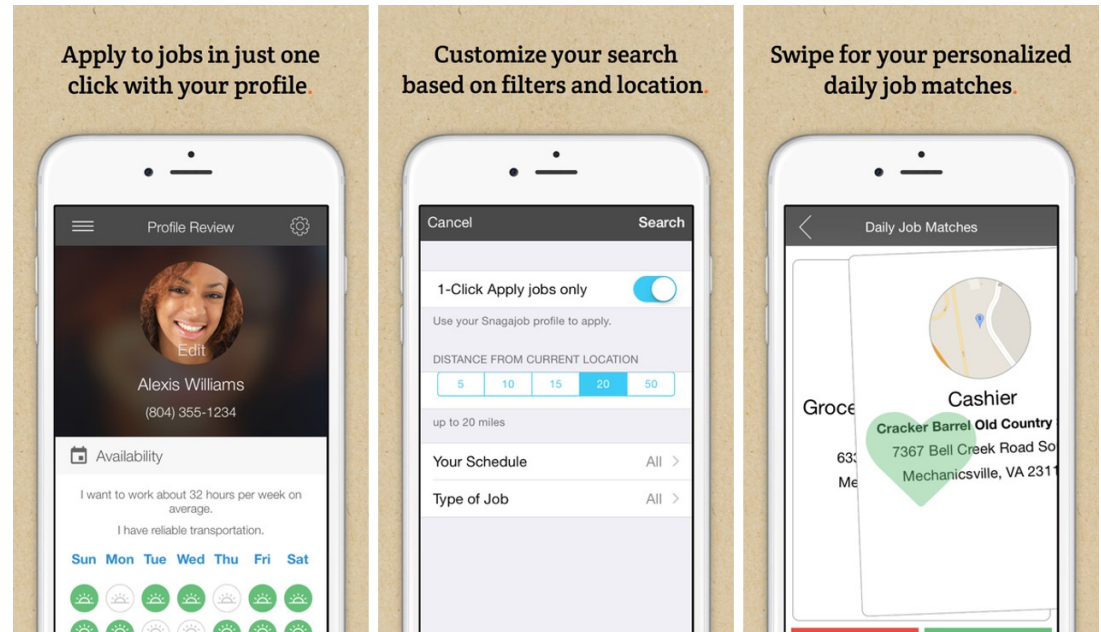 Apply to jobs in just one
click with your profile.
Profile Review
Edit
Alexis Williams
(804) 355-1234
Availability
I want to work about 32 hours per week on
average.
I have reliable transportation.
Sun Mon Tue Wed Thu Fri Sat
Customize your search
based on filters and location.
Cancel Search
1-Click Apply jobs only
Use your Snagajob profile to apply.
DISTANCE FROM CURRENT LOCATION
5 10 15 20 50
up to 20 miles
Your Schedule All
Type of Job All
Swipe for your personalized
daily job matches.
Daily Job Matches
Cashier
Groce
Cracker Barrel Old Country
7367 Bell Creek Road So
Mechanicsville, VA 2311
633
Me